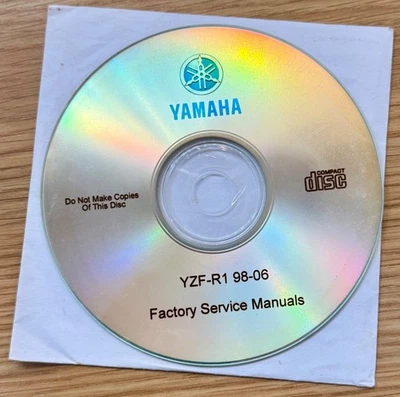 YAMAHA
Do Not Make Copies
Of This Disc
COMPACT
disc
YZF-R1 98-06
Factory Service Manuals